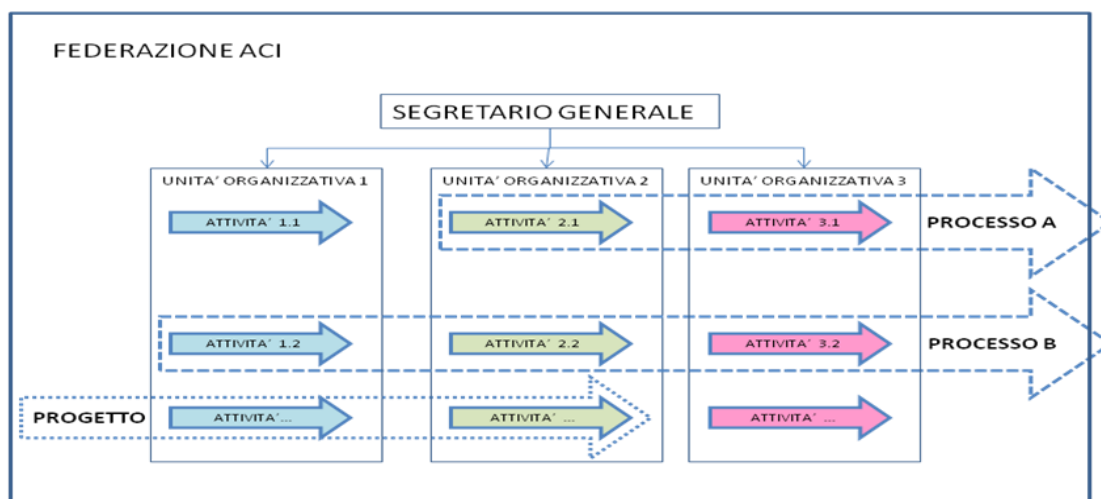 FEDERAZIONE ACI
SEGRETARIO GENERALE
UNITA´ ORGANIZZATIVA 1
UNITA´ ORGANIZZATIVA 2
UNITA´ ORGANIZZATIVA 3
ATTIVITA´ 1.1
ATTIVITA´ 2.1
ATTIVITA´ 3.1
PROCESSO A
ATTIVITA´ 1.2
ATTIVITA´ 2.2
ATTIVITA´ 3.2
PROCESSO B
PROGETTO
ATTIVITA´...
ATTIVITA´ ...
ATTIVITA´ ...